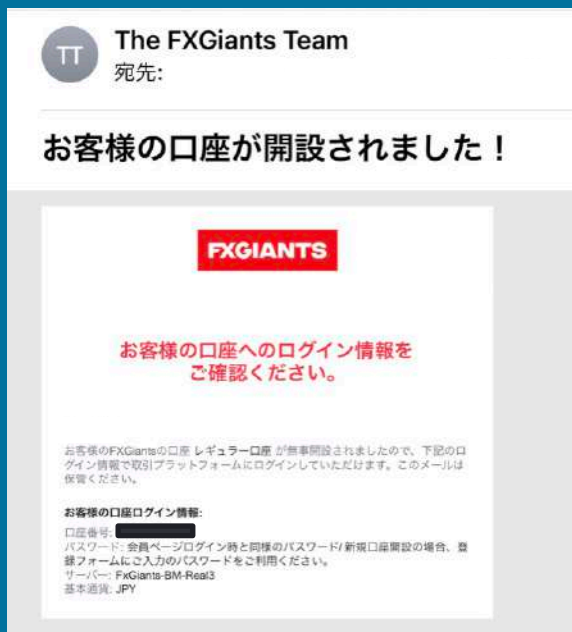 TT
The FXGiants Team
宛先:
お客様の口座が開設されました！
FXGIANTS
お客様の口座へのログイン情報を
ご確認ください。
お客様のFXGiantsの口座 レギュラー口座 が無事開設されましたので、下記のロ
グイン情報で取引プラットフォームにログインしていただけます。このメールは
保管ください。
お客様の口座ログイン情報:
口座番号:
パスワード: 会員ページログイン時と同様のパスワード/ 新規口座開設の場合、登
録フォームにご入力のパスワードをご利用ください。
サーバー: FxGiants-BM-Real3
基本通貨: JPY